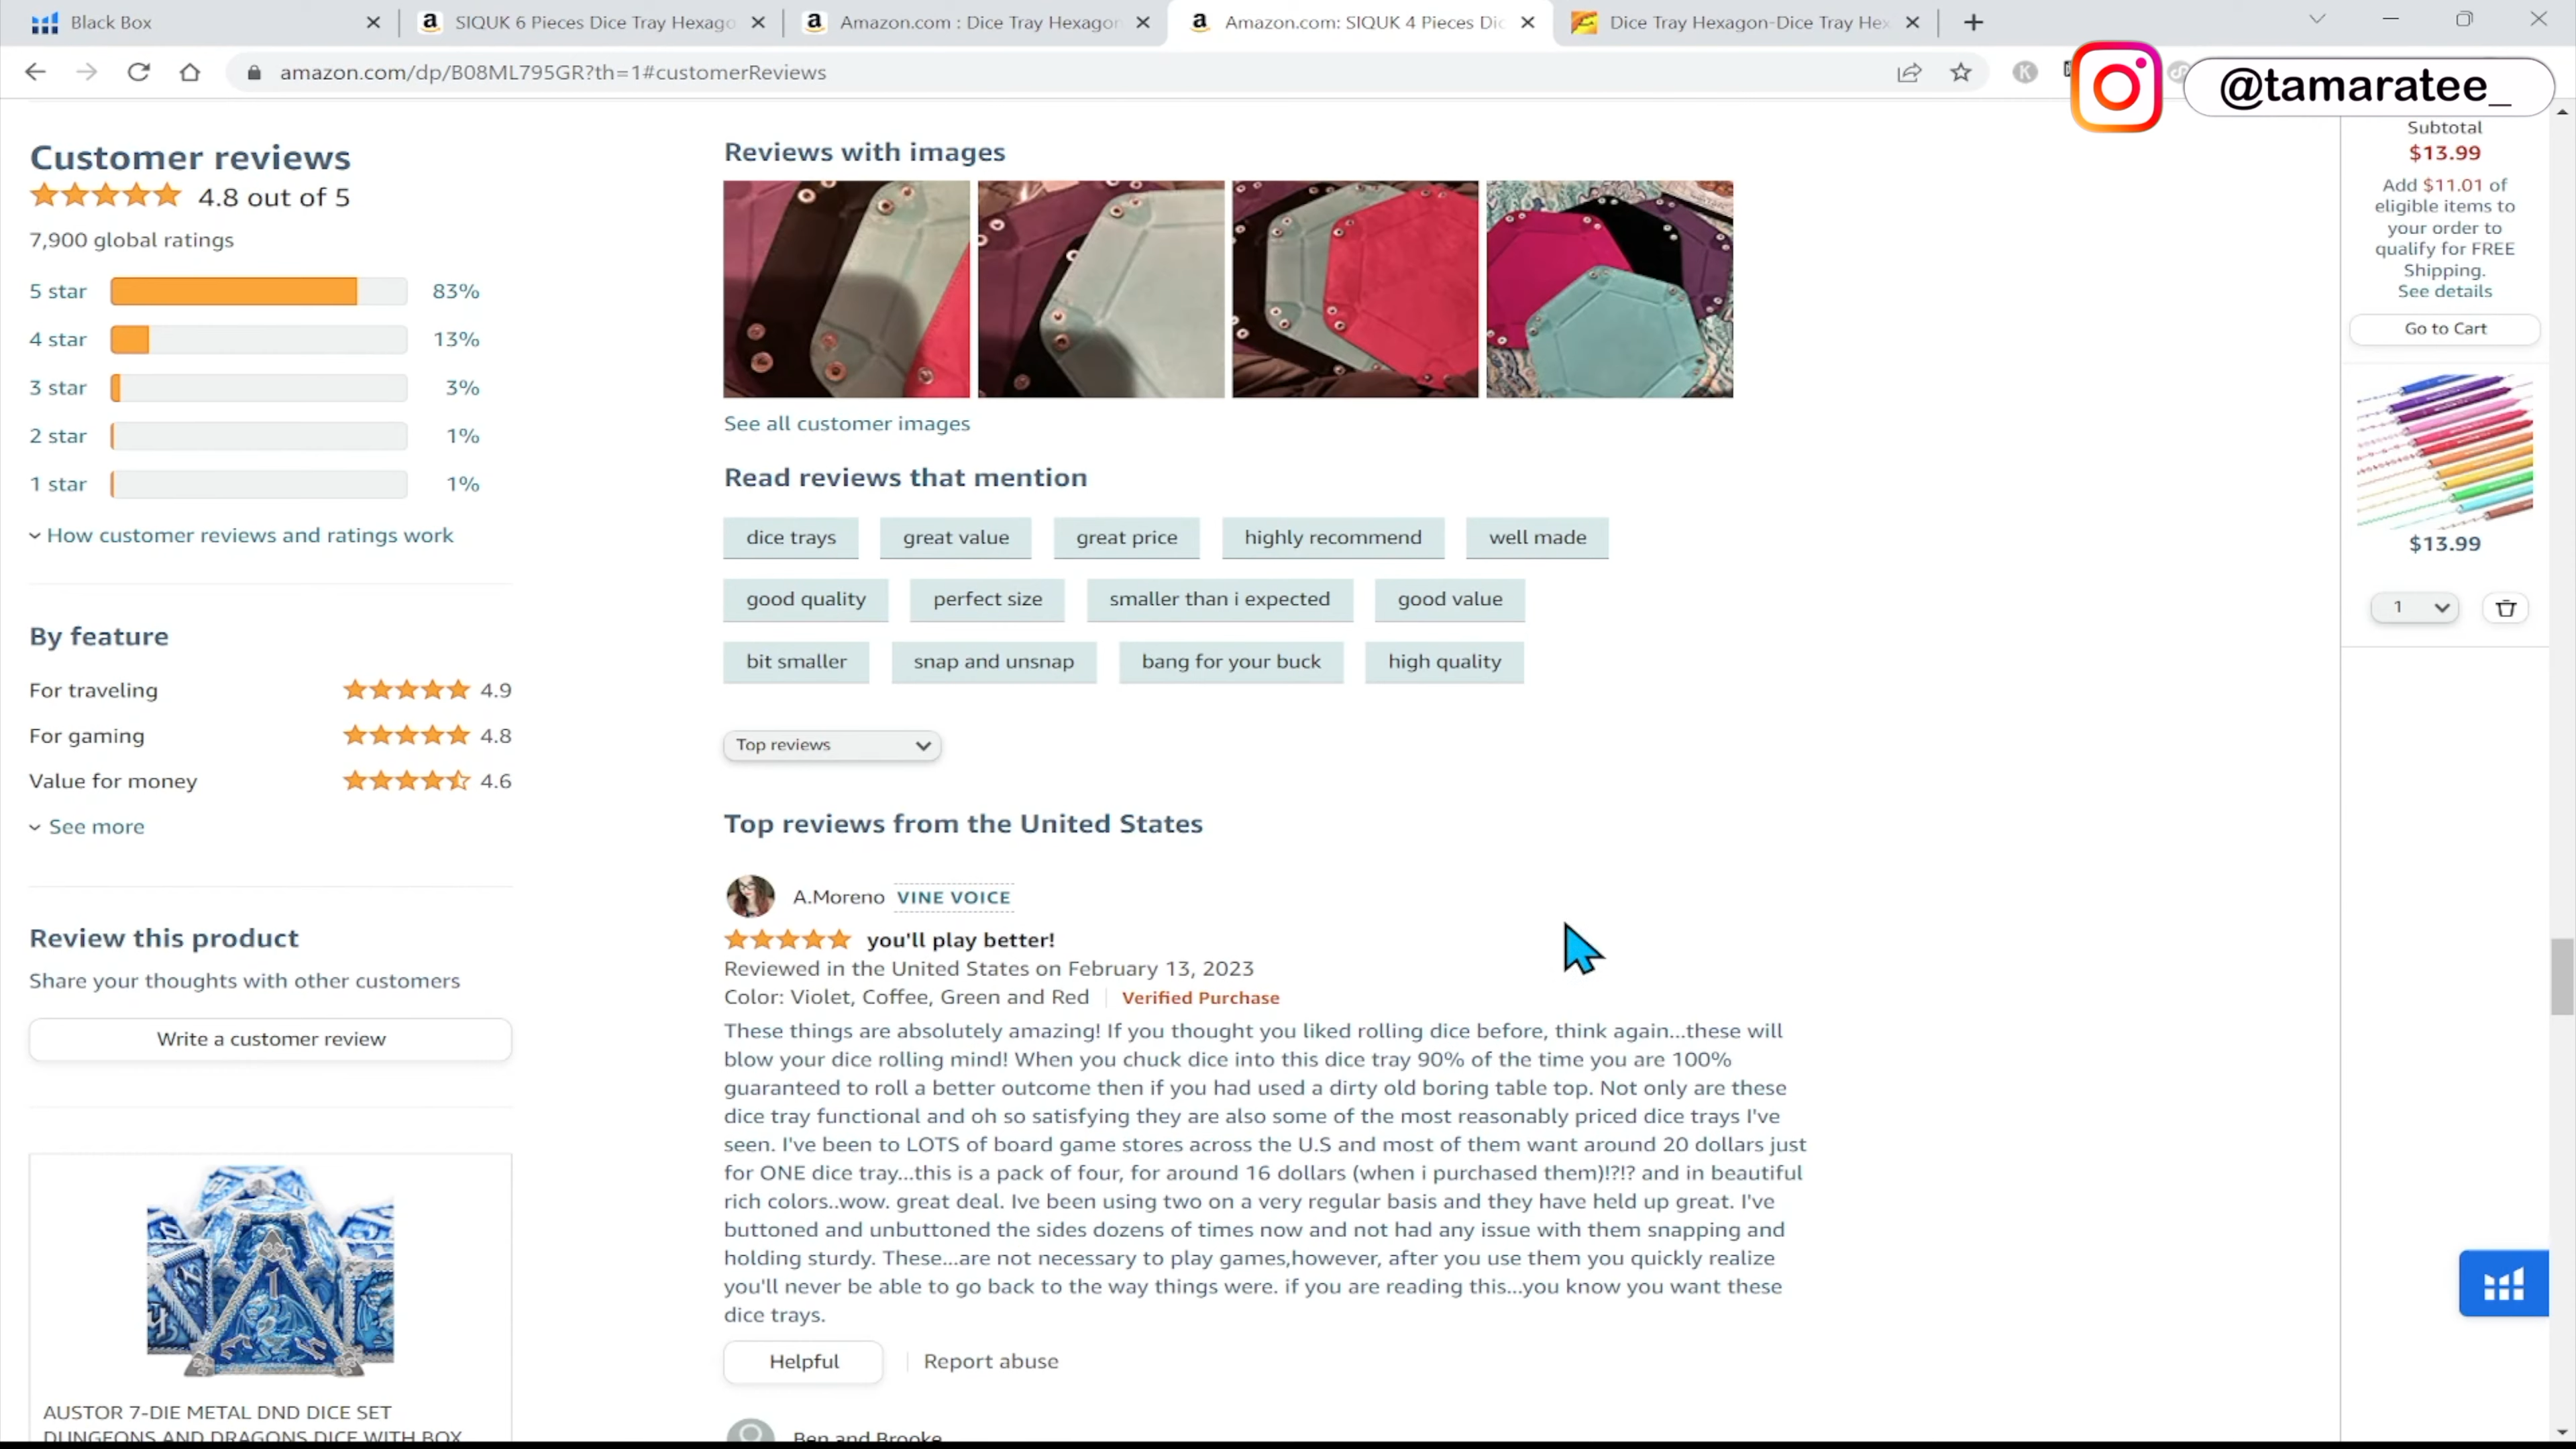 Black Box
SIQUK 6 Pieces Dice Tray Hexago
Amazon.com : Dice Tray Hexagon
Amazon.com: SIQUK 4 Pieces Dic
Dice Tray Hexagon-Dice Tray Hex
amazon.com/dp/B08ML795GR?th=1#customerReviews
@tamaratee_
Customer reviews
4.8 out of 5
7,900 global ratings
5 star 83%
4 star 13%
3 star 3%
2 star 1%
1 star 1%
How customer reviews and ratings work
By feature
For traveling 4.9
For gaming 4.8
Value for money 4.6
See more
Review this product
Share your thoughts with other customers
Write a customer review
AUSTOR 7-DIE METAL DND DICE SET
DUNGEONS AND DRAGONS DICE WITH BOX
Reviews with images
See all customer images
Read reviews that mention
dice trays great value great price highly recommend well made
good quality perfect size smaller than i expected good value
bit smaller snap and unsnap bang for your buck high quality
Top reviews
Top reviews from the United States
A.Moreno VINE VOICE
you'll play better!
Reviewed in the United States on February 13, 2023
Color: Violet, Coffee, Green and Red Verified Purchase
These things are absolutely amazing! If you thought you liked rolling dice before, think again...these will
blow your dice rolling mind! When you chuck dice into this dice tray 90% of the time you are 100%
guaranteed to roll a better outcome then if you had used a dirty old boring table top. Not only are these
dice tray functional and oh so satisfying they are also some of the most reasonably priced dice trays I've
seen. I've been to LOTS of board game stores across the U.S and most of them want around 20 dollars just
for ONE dice tray...this is a pack of four, for around 16 dollars (when i purchased them)!?!? and in beautiful
rich colors..wow. great deal. Ive been using two on a very regular basis and they have held up great. I've
buttoned and unbuttoned the sides dozens of times now and not had any issue with them snapping and
holding sturdy. These...are not necessary to play games,however, after you use them you quickly realize
you'll never be able to go back to the way things were. if you are reading this...you know you want these
dice trays.
Helpful Report abuse
Ben and Brooke
Subtotal
$13.99
Add $11.01 of
eligible items to
your order to
qualify for FREE
Shipping.
See details
Go to Cart
$13.99
1